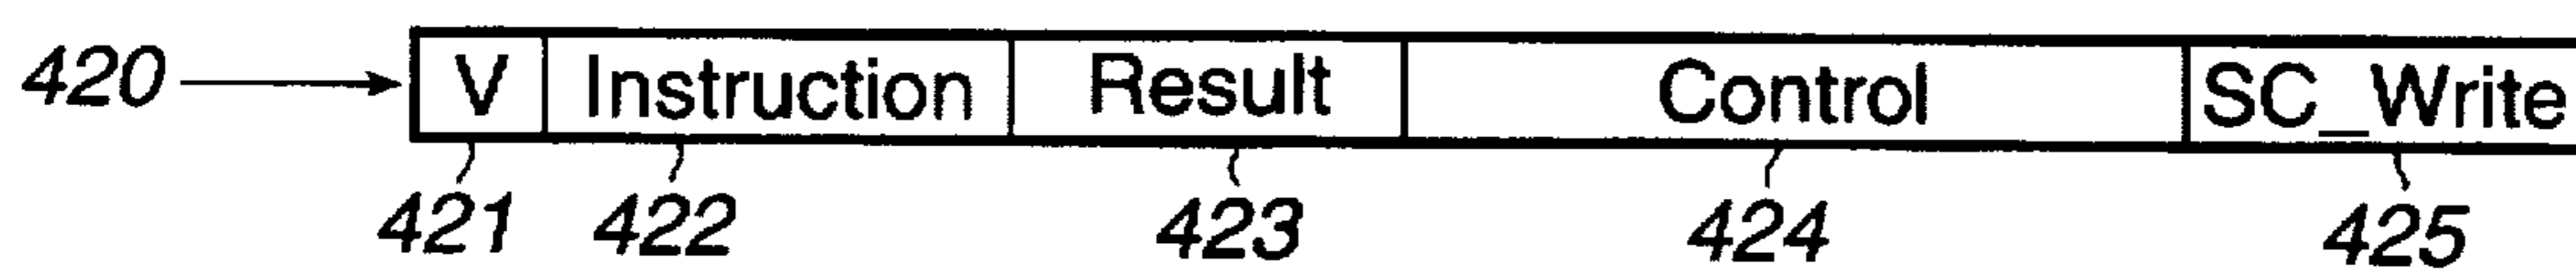 420 V Instruction Result Control SC_Write
421 422 423 424 425